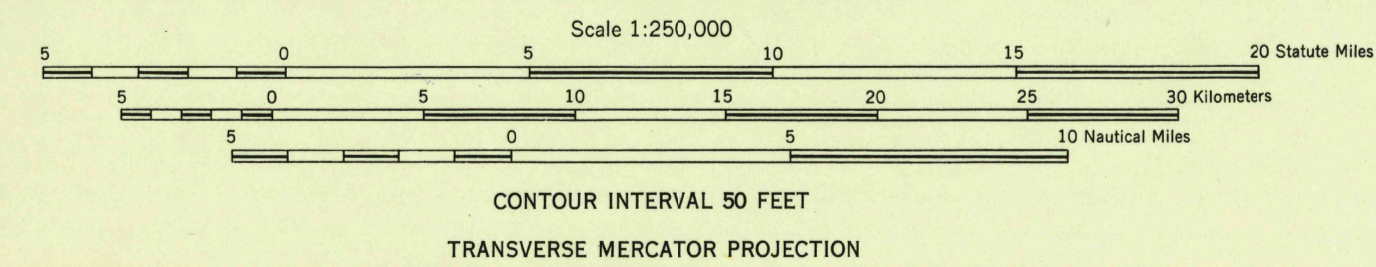 Scale 1:250,000
5 0 5 10 15 20 Statute Miles
5 0 5 10 15 20 25 30 Kilometers
5 0 5 10 Nautical Miles
CONTOUR INTERVAL 50 FEET
TRANSVERSE MERCATOR PROJECTION